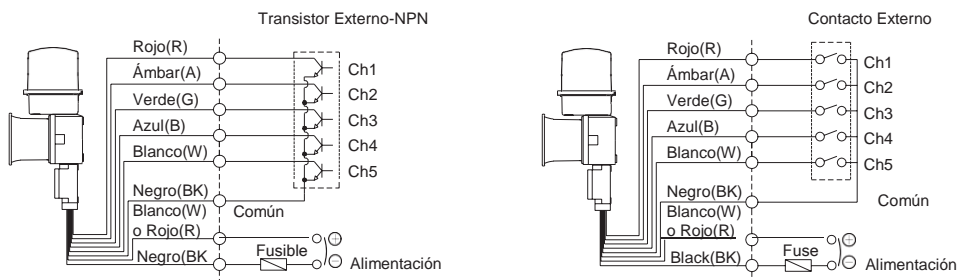 Transistor Externo-NPN
Rojo(R)
Ámbar(A)
Verde(G)
Azul(B)
Blanco(W)
Negro(BK)
Blanco(W)
o Rojo(R)
Negro(BK
Ch1
Ch2
Ch3
Ch4
Ch5
Común
Fusible
+
−
Alimentación
Contacto Externo
Rojo(R)
Ámbar(A)
Verde(G)
Azul(B)
Blanco(W)
Negro(BK)
Blanco(W)
o Rojo(R)
Black(BK)
Ch1
Ch2
Ch3
Ch4
Ch5
Común
Fuse
+
−
Alimentación